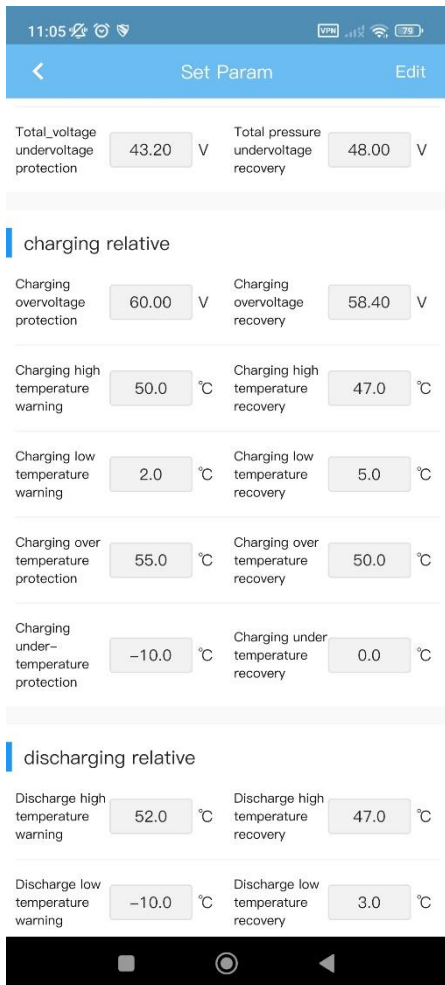 11:05
VPN
79
Set Param
Edit
Total_voltage
undervoltage
protection
43.20
V
Total pressure
undervoltage
recovery
48.00
V
charging relative
Charging
overvoltage
protection
60.00
V
Charging
overvoltage
recovery
58.40
V
Charging high
temperature
warning
50.0
℃
Charging high
temperature
recovery
47.0
℃
Charging low
temperature
warning
2.0
℃
Charging low
temperature
recovery
5.0
℃
Charging over
temperature
protection
55.0
℃
Charging over
temperature
recovery
50.0
℃
Charging
under-
temperature
protection
-10.0
℃
Charging under
temperature
recovery
0.0
℃
discharging relative
Discharge high
temperature
warning
52.0
℃
Discharge high
temperature
recovery
47.0
℃
Discharge low
temperature
warning
-10.0
℃
Discharge low
temperature
recovery
3.0
℃